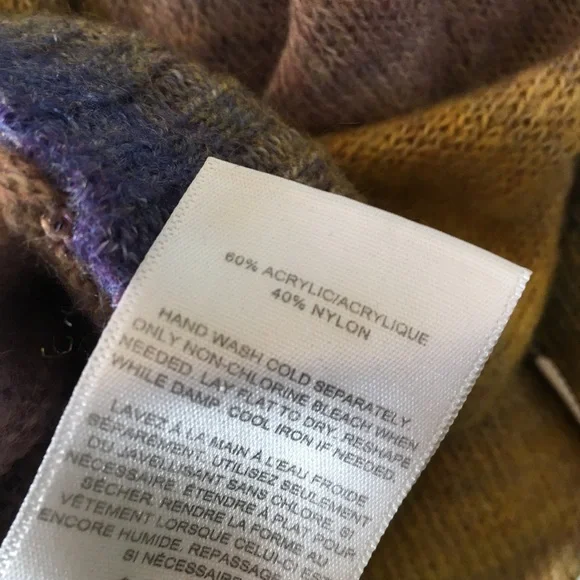 60% ACRYLIC/ACRYLIQUE
40% NYLON
HAND WASH COLD SEPARATELY.
ONLY NON-CHLORINE BLEACH WHEN
NEEDED. LAY FLAT TO DRY. RESHAPE
WHILE DAMP. COOL IRON IF NEEDED.
LAVEZ À LA MAIN À L'EAU FROIDE
SÉPAREMENT. UTILISEZ SEULEMENT
DU JAVELLISANT SANS CHLORE, SI
NÉCESSAIRE. ÉTENDRE À PLAT POUR
SÉCHER. RENDRE LA FORME AU
VÊTEMENT LORSQUE CELUI-CI EST
ENCORE HUMIDE. REPASSAGE
SI NÉCESSAIRE